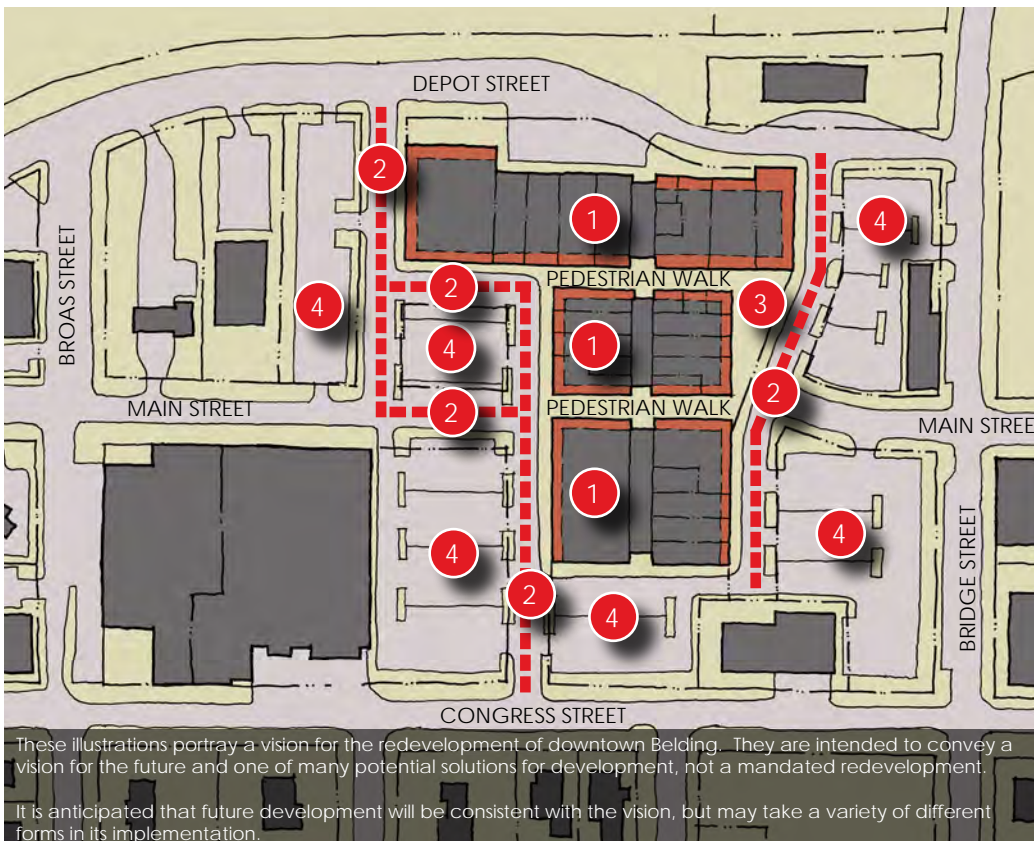 DEPOT STREET
2
1
4
BROAS STREET
PEDESTRIAN WALK
2
4
3
4
1
2
MAIN STREET
2
PEDESTRIAN WALK
MAIN STREE
1
4
4
BRIDGE STREET
2
4
CONGRESS STREET
These illustrations portray a vision for the redevelopment of downtown Belding. They are intended to convey a
vision for the future and one of many potential solutions for development, not a mandated redevelopment.
It is anticipated that future development will be consistent with the vision, but may take a variety of different
forms in its implementation.